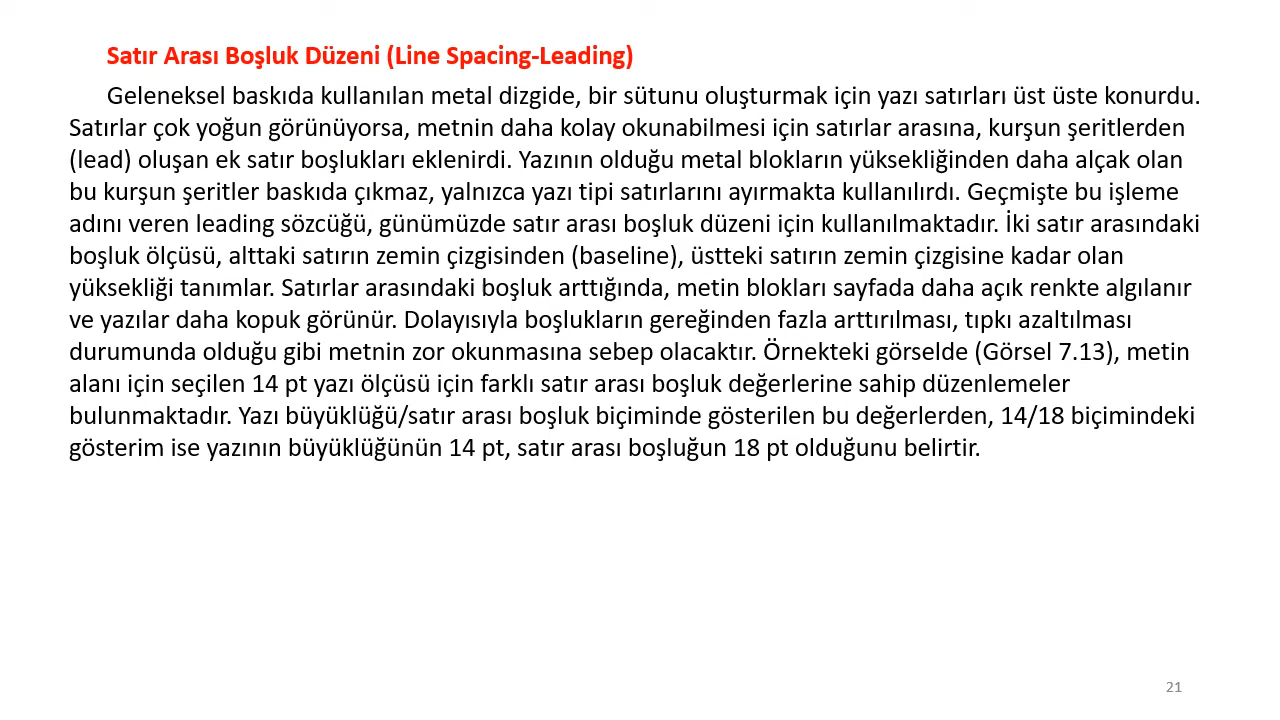 Satır Arası Boşluk Düzeni (Line Spacing-Leading)
Geleneksel baskıda kullanılan metal dizgide, bir sütunu oluşturmak için yazı satırları üst üste konurdu.
Satırlar çok yoğun görünüyorsa, metnin daha kolay okunabilmesi için satırlar arasına, kurşun şeritlerden
(lead) oluşan ek satır boşlukları eklenirdi. Yazının olduğu metal blokların yüksekliğinden daha alçak olan
bu kurşun şeritler baskıda çıkmaz, yalnızca yazı tipi satırlarını ayırmakta kullanılırdı. Geçmişte bu işleme
adını veren leading sözcüğü, günümüzde satır arası boşluk düzeni için kullanılmaktadır. İki satır arasındaki
boşluk ölçüsü, alttaki satırın zemin çizgisinden (baseline), üstteki satırın zemin çizgisine kadar olan
yüksekliği tanımlar. Satırlar arasındaki boşluk arttığında, metin blokları sayfada daha açık renkte algılanır
ve yazılar daha kopuk görünür. Dolayısıyla boşlukların gereğinden fazla arttırılması, tıpkı azaltılması
durumunda olduğu gibi metnin zor okunmasına sebep olacaktır. Örnekteki görselde (Görsel 7.13), metin
alanı için seçilen 14 pt yazı ölçüsü için farklı satır arası boşluk değerlerine sahip düzenlemeler
bulunmaktadır. Yazı büyüklüğü/satır arası boşluk biçiminde gösterilen bu değerlerden, 14/18 biçimindeki
gösterim ise yazının büyüklüğünün 14 pt, satır arası boşluğun 18 pt olduğunu belirtir.
21